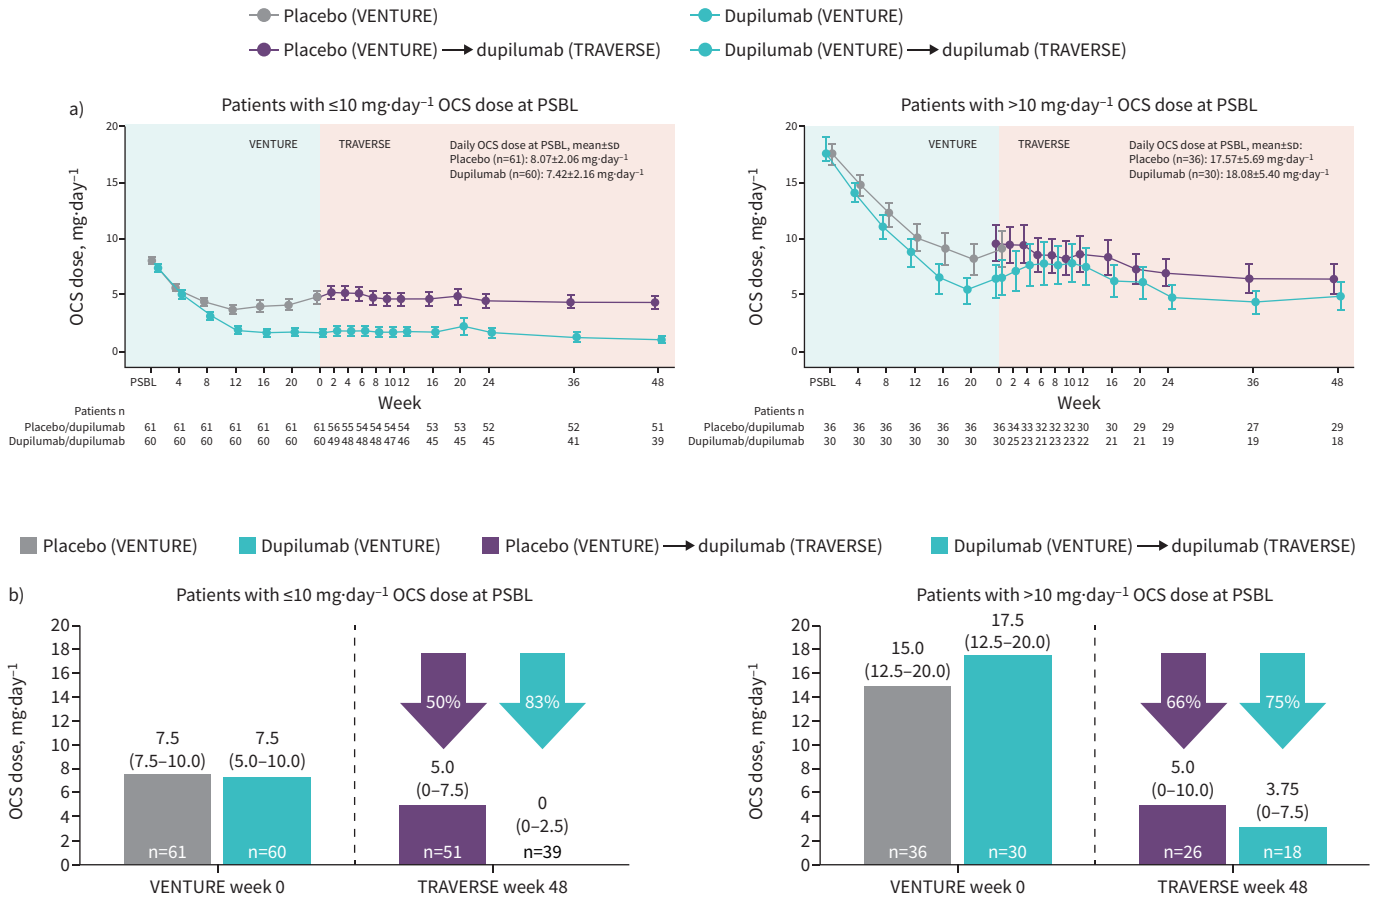 Placebo (VENTURE)
Dupilumab (VENTURE)
Placebo (VENTURE) → dupilumab (TRAVERSE)
Dupilumab (VENTURE) → dupilumab (TRAVERSE)
a)
Patients with ≤10 mg·day⁻¹ OCS dose at PSBL
OCS dose, mg·day⁻¹
20
15
10
5
0
VENTURE
TRAVERSE
Daily OCS dose at PSBL, mean±SD
Placebo (n=61): 8.07±2.06 mg·day⁻¹
Dupilumab (n=60): 7.42±2.16 mg·day⁻¹
PSBL 4 8 12 16 20 0 2 4 6 8 10 12 16 20 24 36 48
Week
Patients n
Placebo/dupilumab 61 61 61 61 61 61 61 56 55 54 54 54 54 53 53 52 52 51
Dupilumab/dupilumab 60 60 60 60 60 60 60 49 48 48 48 47 46 45 45 45 41 39
Patients with >10 mg·day⁻¹ OCS dose at PSBL
OCS dose, mg·day⁻¹
20
15
10
5
0
VENTURE
TRAVERSE
Daily OCS dose at PSBL, mean±SD:
Placebo (n=36): 17.57±5.69 mg·day⁻¹
Dupilumab (n=30): 18.08±5.40 mg·day⁻¹
PSBL 4 8 12 16 20 0 2 4 6 8 10 12 16 20 24 36 48
Week
Patients n
Placebo/dupilumab 36 36 36 36 36 36 36 34 33 32 32 32 30 30 29 29 27 29
Dupilumab/dupilumab 30 30 30 30 30 30 30 25 23 21 23 23 22 21 21 19 19 18
Placebo (VENTURE)
Dupilumab (VENTURE)
Placebo (VENTURE) → dupilumab (TRAVERSE)
Dupilumab (VENTURE) → dupilumab (TRAVERSE)
b)
Patients with ≤10 mg·day⁻¹ OCS dose at PSBL
OCS dose, mg·day⁻¹
20
18
16
14
12
10
8
6
4
2
0
7.5
(7.5–10.0)
n=61
7.5
(5.0–10.0)
n=60
50%
5.0
(0–7.5)
n=51
83%
0
(0–2.5)
n=39
VENTURE week 0
TRAVERSE week 48
Patients with >10 mg·day⁻¹ OCS dose at PSBL
OCS dose, mg·day⁻¹
20
18
16
14
12
10
8
6
4
2
0
15.0
(12.5–20.0)
n=36
17.5
(12.5–20.0)
n=30
66%
5.0
(0–10.0)
n=26
75%
3.75
(0–7.5)
n=18
VENTURE week 0
TRAVERSE week 48